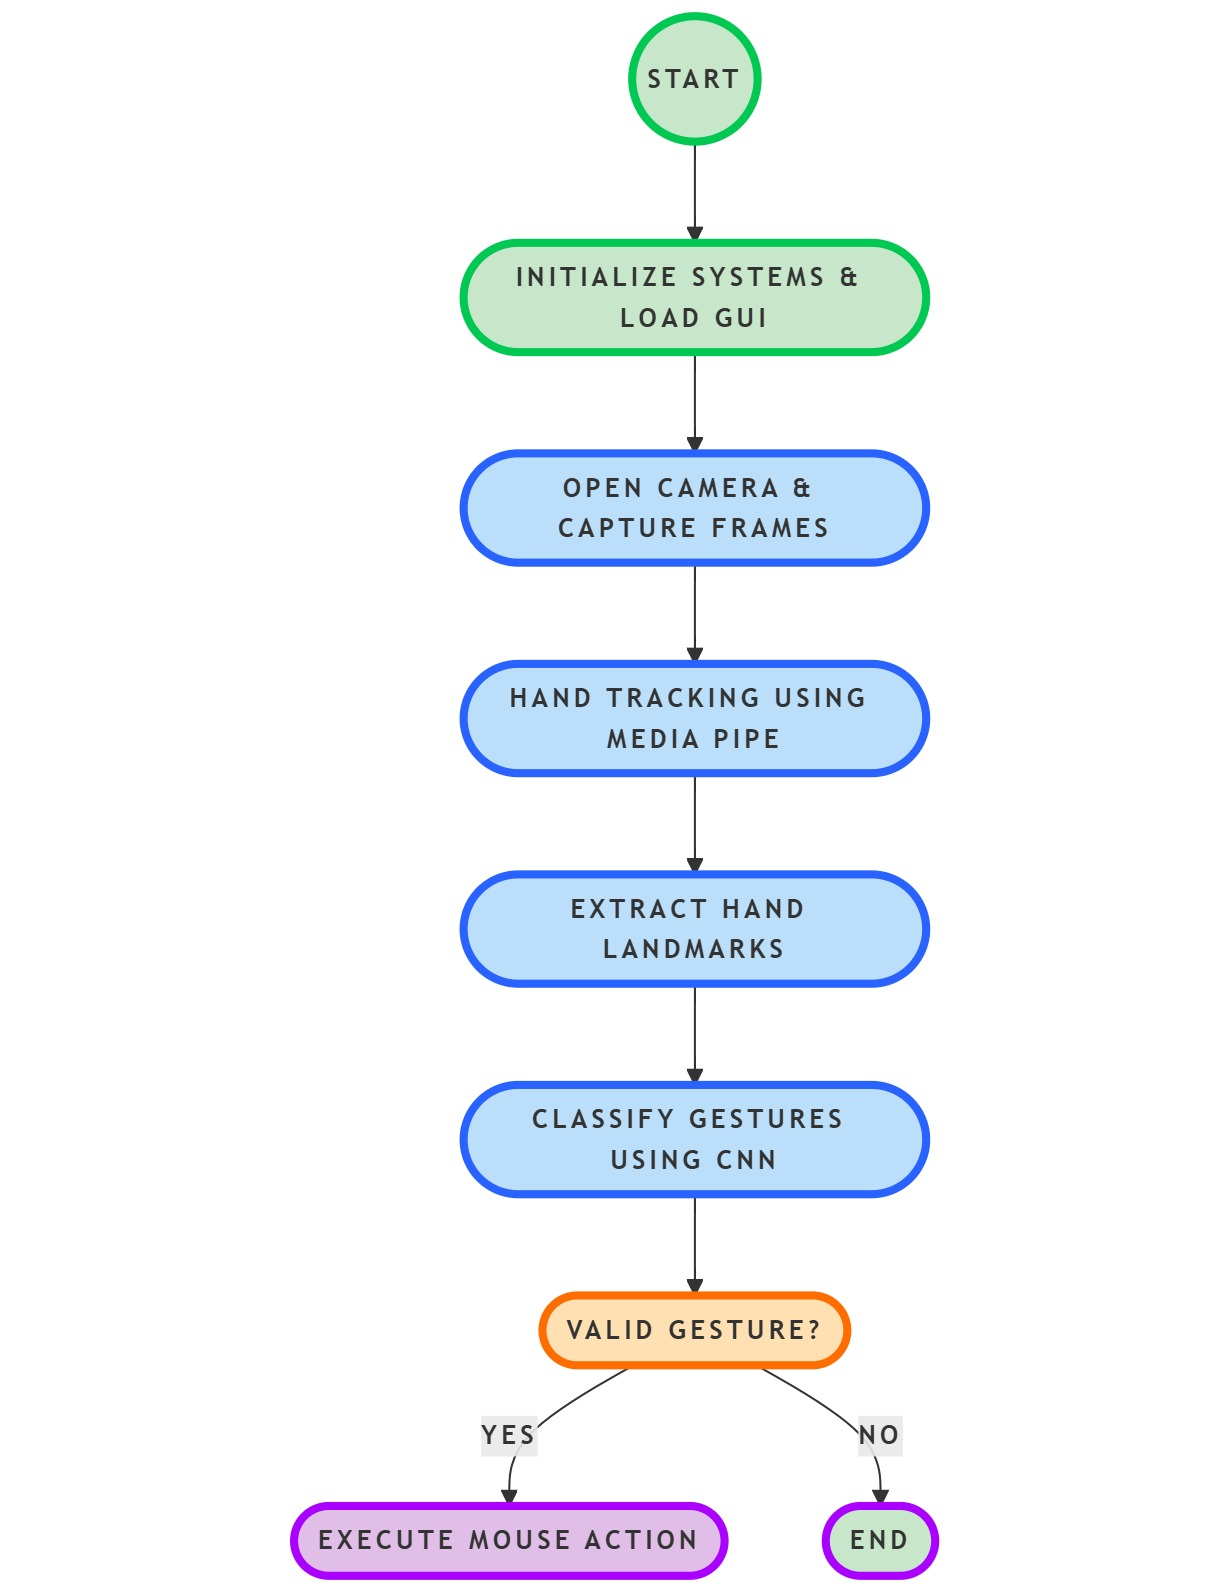 START
INITIALIZE SYSTEMS &
LOAD GUI
OPEN CAMERA &
CAPTURE FRAMES
HAND TRACKING USING
MEDIA PIPE
EXTRACT HAND
LANDMARKS
CLASSIFY GESTURES
USING CNN
VALID GESTURE?
YES
NO
EXECUTE MOUSE ACTION
END